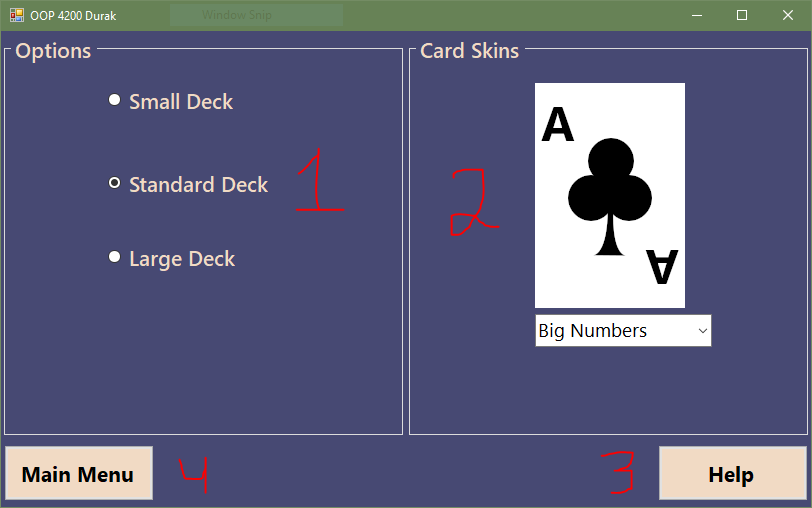 OOP 4200 Durak
Window Snip
Options
Small Deck
Standard Deck
Large Deck
1
Card Skins
A
A
2
Big Numbers
Main Menu
4
3
Help